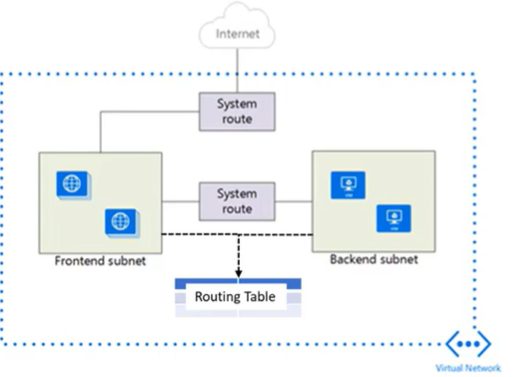 Internet
System
route
System
route
Frontend subnet
Backend subnet
Routing Table
Virtual Network